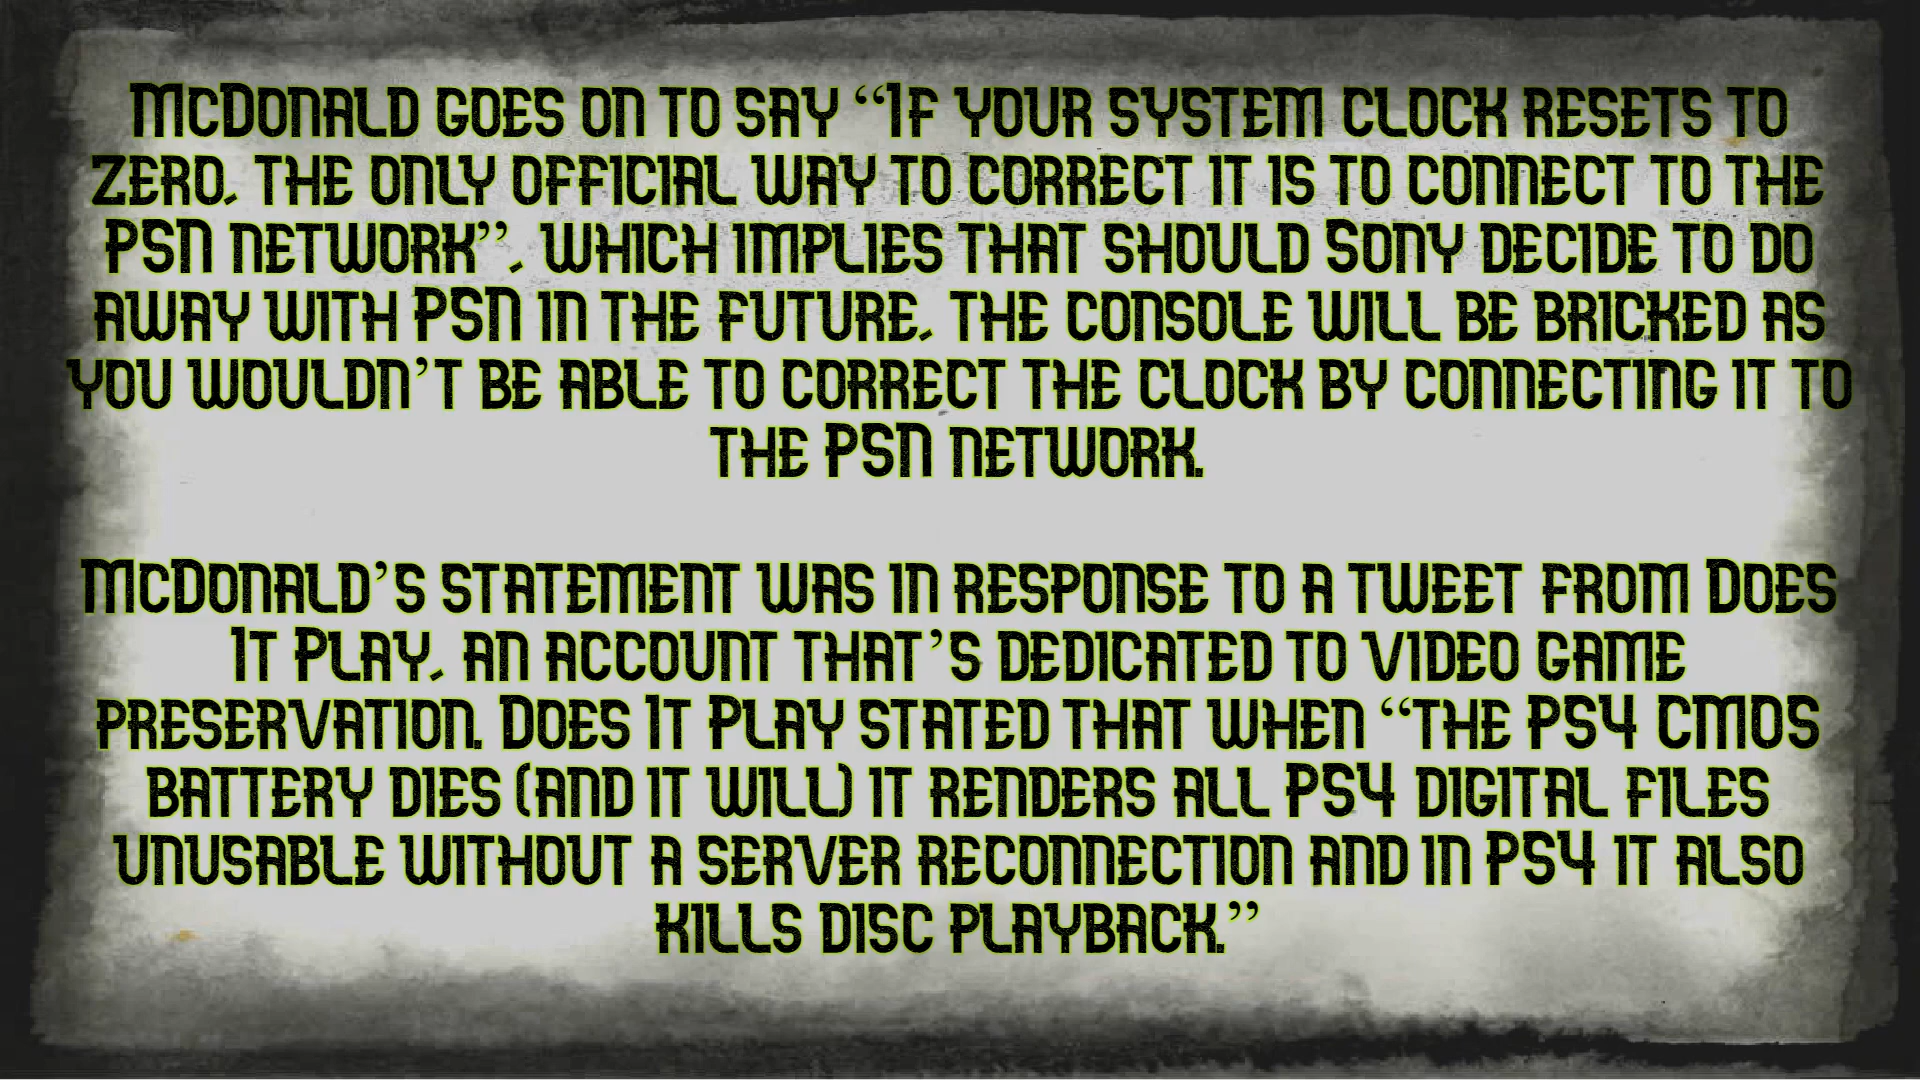 McDonald goes on to say “If your system clock resets to
zero, the only official way to correct it is to connect to the
PSN network”, which implies that should Sony decide to do
away with PSN in the future, the console will be bricked as
you wouldn’t be able to correct the clock by connecting it to
the PSN network.
McDonald’s statement was in response to a tweet from Does
It Play, an account that’s dedicated to video game
preservation. Does It Play stated that when “the PS4 CMOS
battery dies (and it will) it renders all PS4 digital files
unusable without a server reconnection and in PS4 it also
kills disc playback.”